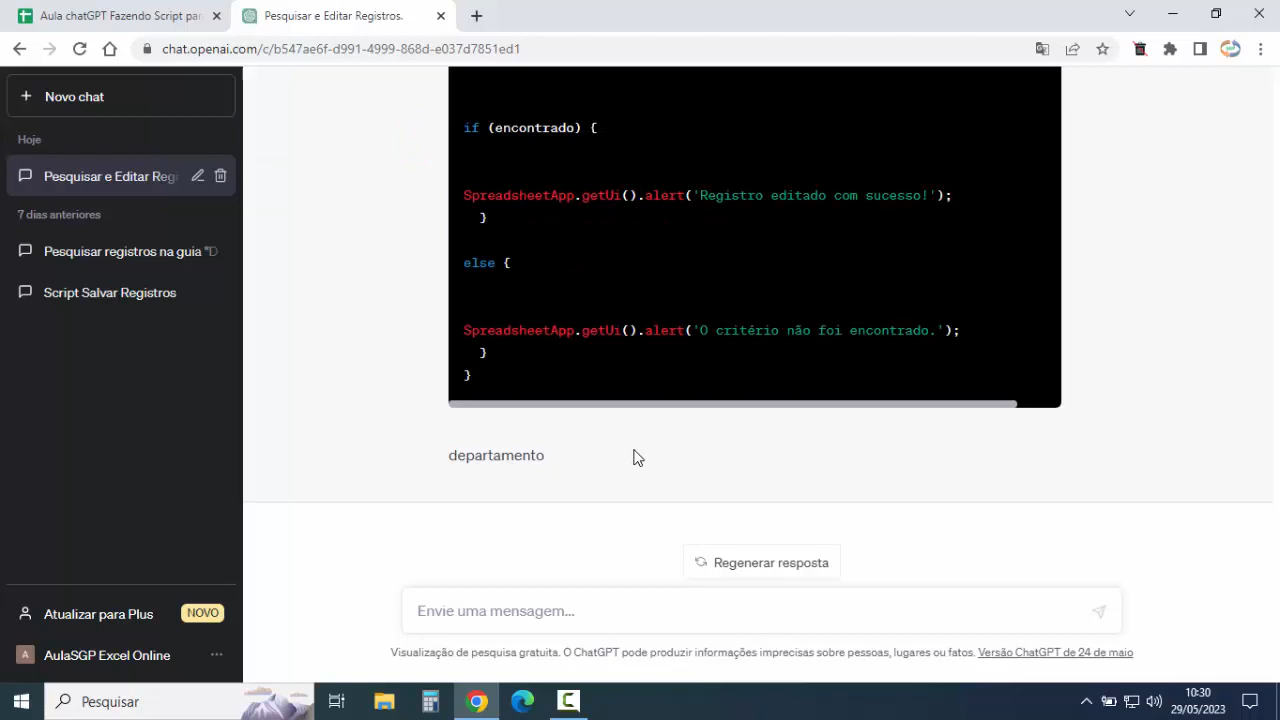 Aula chatGPT Fazendo Script par
Pesquisar e Editar Registros.
chat.openai.com/c/b547ae6f-d991-4999-868d-e037d7851ed1
Novo chat
Hoje
Pesquisar e Editar Regi
7 dias anteriores
Pesquisar registros na guia "D
Script Salvar Registros
if (encontrado) {
SpreadsheetApp.getUi().alert('Registro editado com sucesso!');
}
else {
SpreadsheetApp.getUi().alert('O critério não foi encontrado.');
}
}
departamento
Regenerar resposta
Envie uma mensagem...
Visualização de pesquisa gratuita. O ChatGPT pode produzir informações imprecisas sobre pessoas, lugares ou fatos. Versão ChatGPT de 24 de maio
Atualizar para Plus
NOVO
A
AulaSGP Excel Online
Pesquisar
10:30
29/05/2023